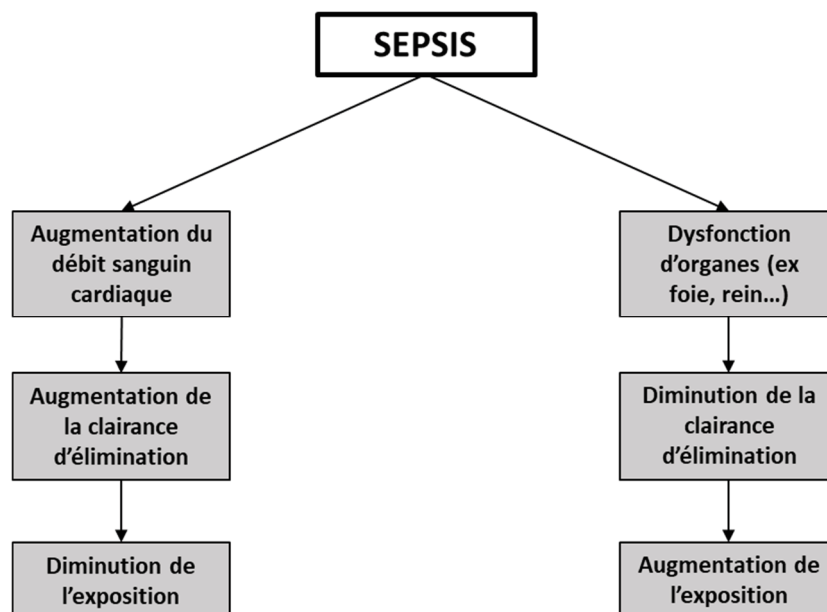 SEPSIS
Augmentation du
débit sanguin
cardiaque
Augmentation de
la clairance
d’élimination
Diminution de
l’exposition
Dysfonction
d’organes (ex
foie, rein…)
Diminution de la
clairance
d’élimination
Augmentation de
l’exposition